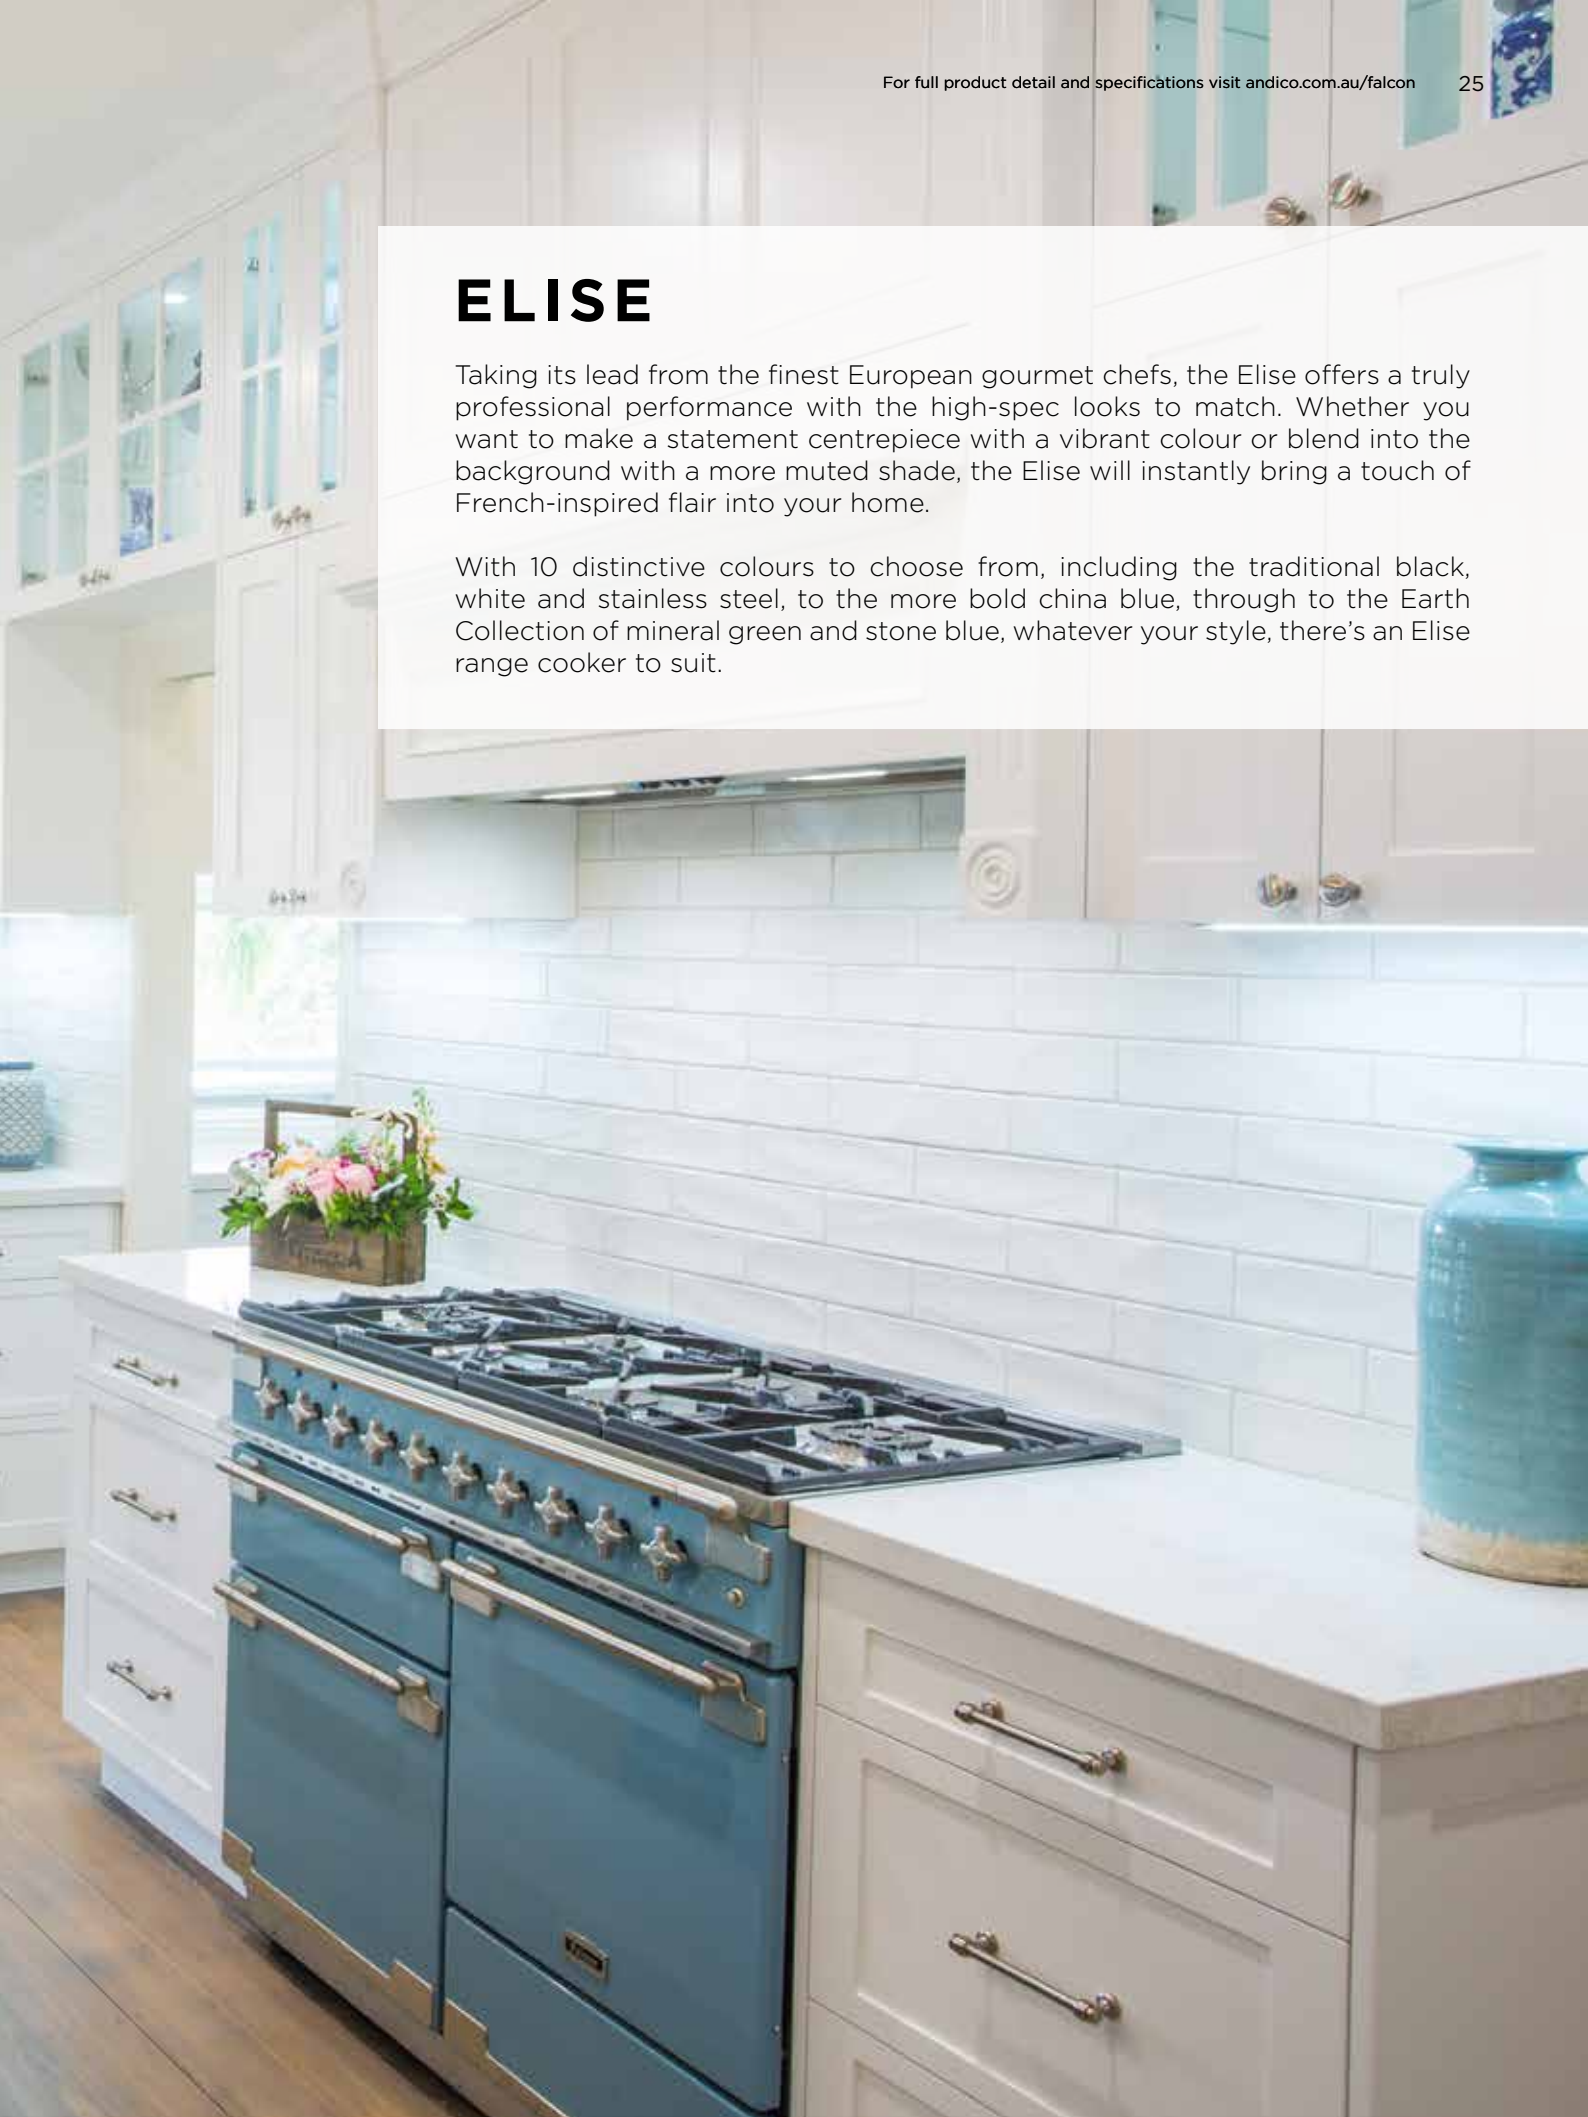 For full product detail and specifications visit andico.com.au/falcon 25
ELISE
Taking its lead from the finest European gourmet chefs, the Elise offers a truly
professional performance with the high-spec looks to match. Whether you
want to make a statement centrepiece with a vibrant colour or blend into the
background with a more muted shade, the Elise will instantly bring a touch of
French-inspired flair into your home.
With 10 distinctive colours to choose from, including the traditional black,
white and stainless steel, to the more bold china blue, through to the Earth
Collection of mineral green and stone blue, whatever your style, there’s an Elise
range cooker to suit.